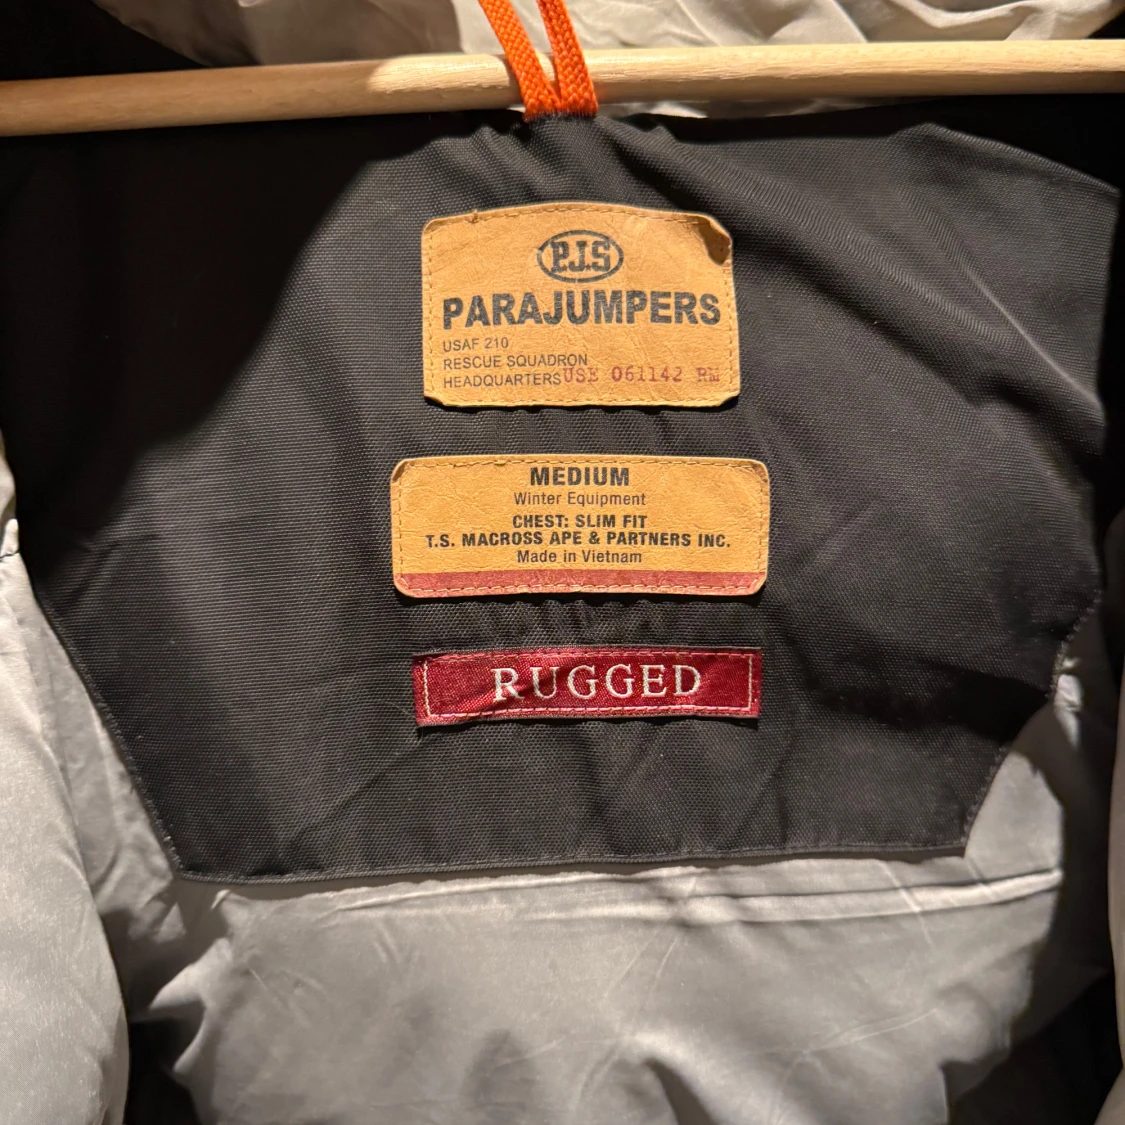 P.J.S
PARAJUMPERS
USAF 210
RESCUE SQUADRON
HEADQUARTERS USE 061142 RM
MEDIUM
Winter Equipment
CHEST: SLIM FIT
T.S. MACROSS APE & PARTNERS INC.
Made in Vietnam
RUGGED